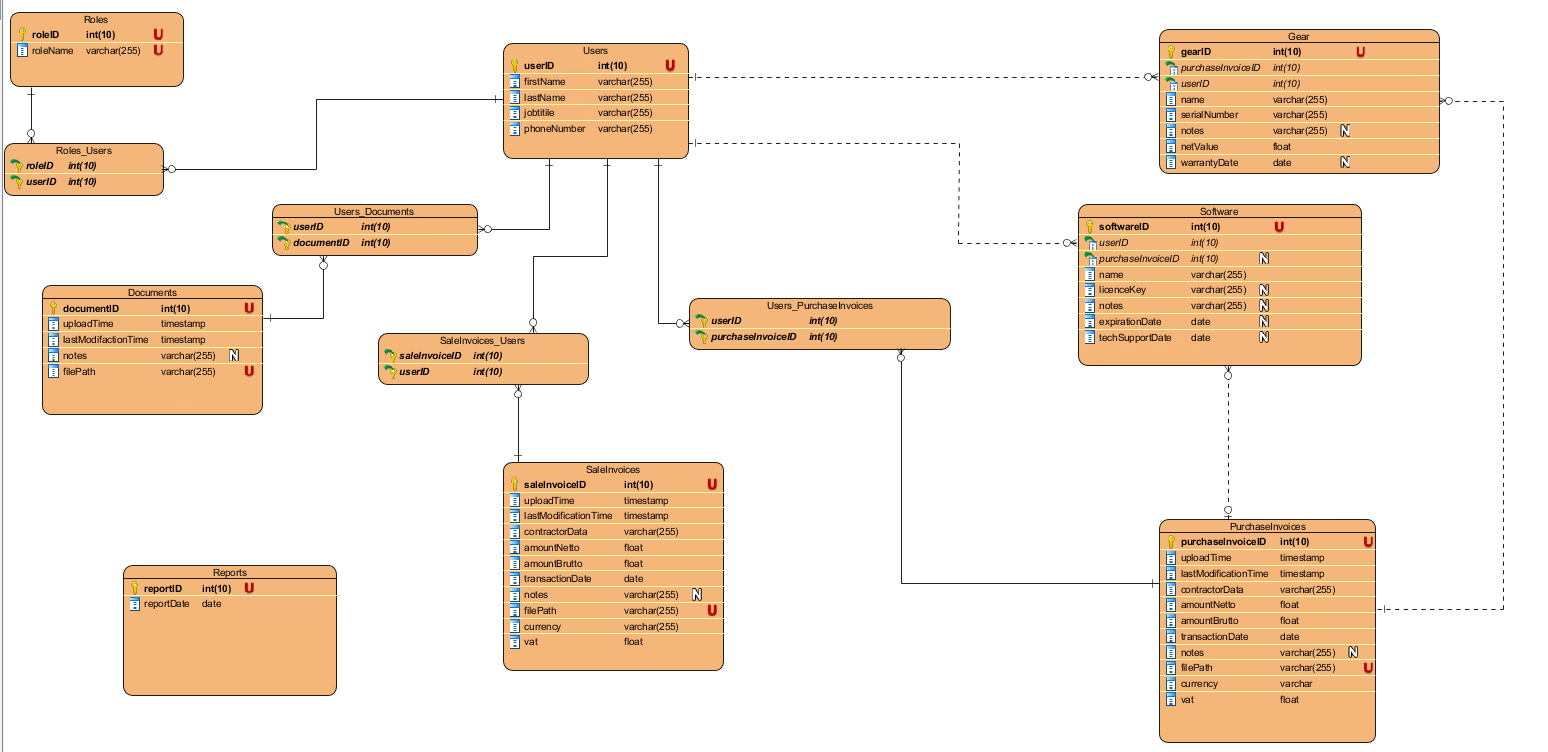 Roles
roleID int(10) U
roleName varchar(255) U
Roles_Users
roleID int(10)
userID int(10)
Users
userID int(10) U
firstName varchar(255)
lastName varchar(255)
jobtitile varchar(255)
phoneNumber varchar(255)
Users_Documents
userID int(10)
documentID int(10)
Documents
documentID int(10) U
uploadTime timestamp
lastModifactionTime timestamp
notes varchar(255) N
filePath varchar(255) U
SaleInvoices_Users
saleInvoiceID int(10)
userID int(10)
Users_PurchaseInvoices
userID int(10)
purchaseInvoiceID int(10)
Gear
gearID int(10) U
purchaseInvoiceID int(10)
userID int(10)
name varchar(255)
serialNumber varchar(255)
notes varchar(255) N
netValue float
warrantyDate date N
Software
softwareID int(10) U
userID int(10)
purchaseInvoiceID int(10) N
name varchar(255)
licenceKey varchar(255) N
notes varchar(255) N
expirationDate date N
techSupportDate date N
SaleInvoices
saleInvoiceID int(10) U
uploadTime timestamp
lastModificationTime timestamp
contractorData varchar(255)
amountNetto float
amountBrutto float
transactionDate date
notes varchar(255) N
filePath varchar(255) U
currency varchar(255)
vat float
Reports
reportID int(10) U
reportDate date
PurchaseInvoices
purchaseInvoiceID int(10) U
uploadTime timestamp
lastModificationTime timestamp
contractorData varchar(255)
amountNetto float
amountBrutto float
transactionDate date
notes varchar(255) N
filePath varchar(255) U
currency varchar
vat float